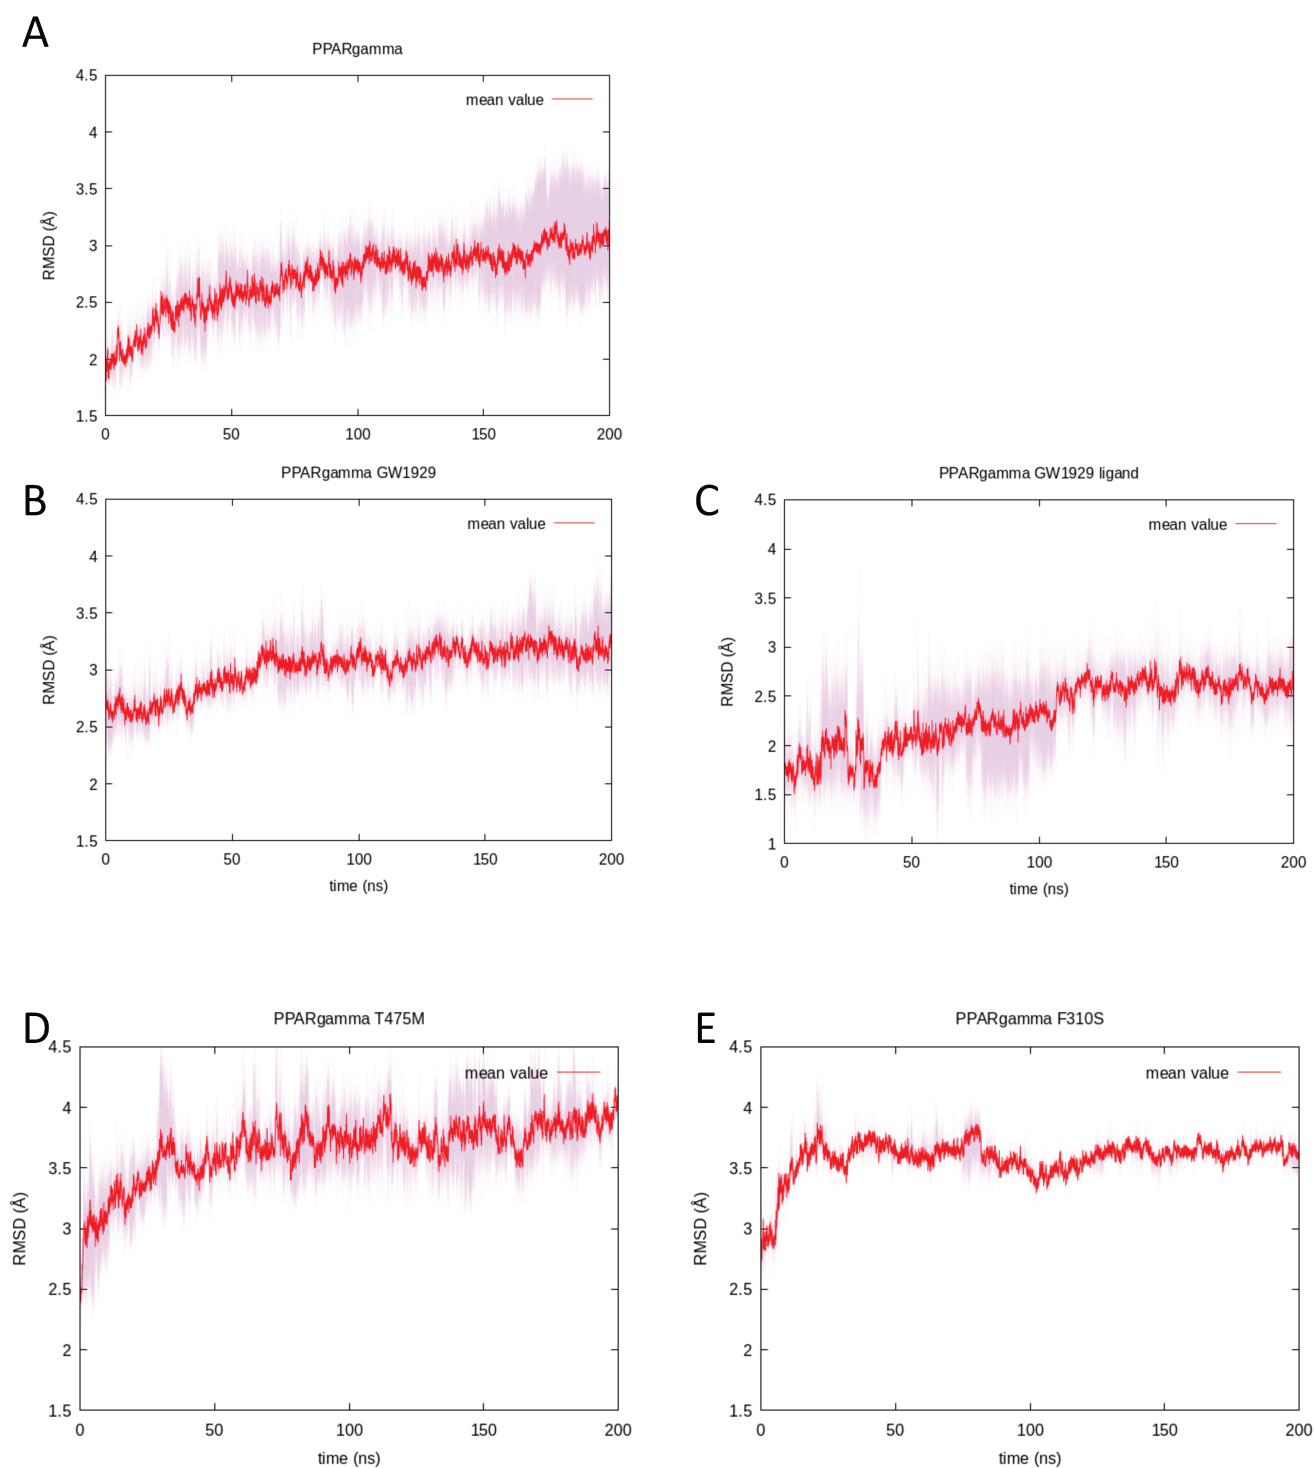 A
PPARgamma
mean value
RMSD (Å)
4.5
4
3.5
3
2.5
2
1.5
0 50 100 150 200
B
PPARgamma GW1929
mean value
RMSD (Å)
4.5
4
3.5
3
2.5
2
1.5
0 50 100 150 200
time (ns)
C
PPARgamma GW1929 ligand
mean value
RMSD (Å)
4.5
4
3.5
3
2.5
2
1.5
1
0 50 100 150 200
time (ns)
D
PPARgamma T475M
mean value
RMSD (Å)
4.5
4
3.5
3
2.5
2
1.5
0 50 100 150 200
time (ns)
E
PPARgamma F310S
mean value
RMSD (Å)
4.5
4
3.5
3
2.5
2
1.5
0 50 100 150 200
time (ns)